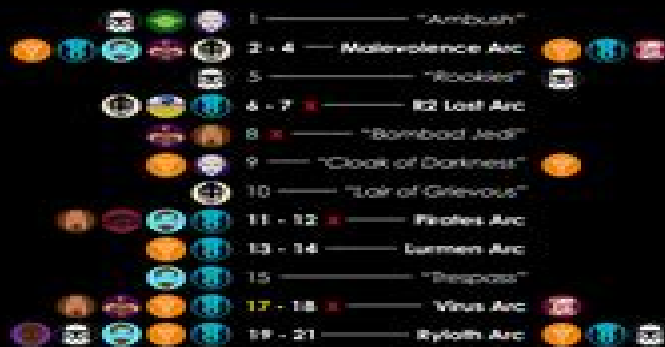 1 "Ambush"
2 - 4 Malevolence Arc
5 "Rookies"
6 - 7 x R2 Lost Arc
8 x "Bombad Jedi"
9 "Cloak of Darkness"
10 "Lair of Grievous"
11 - 12 x Pirates Arc
13 - 14 Lurmen Arc
15 "Trespass"
17 - 18 x Virus Arc
19 - 21 Ryloth Arc